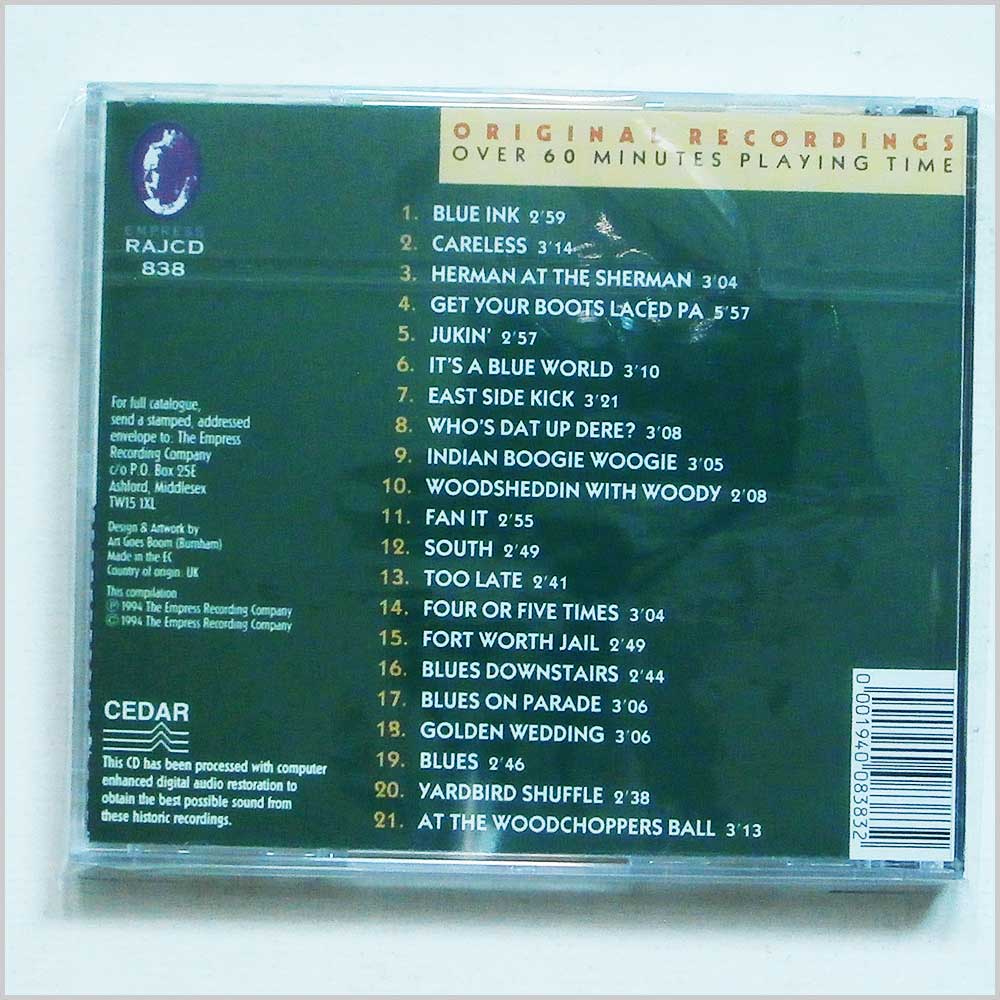 ORIGINAL RECORDINGS
OVER 60 MINUTES PLAYING TIME
EMPRESS
RAJCD
838
1. BLUE INK 2'59
2. CARELESS 3'14
3. HERMAN AT THE SHERMAN 3'04
4. GET YOUR BOOTS LACED PA 5'57
5. JUKIN' 2'57
6. IT'S A BLUE WORLD 3'10
7. EAST SIDE KICK 3'21
8. WHO'S DAT UP DERE? 3'08
9. INDIAN BOOGIE WOOGIE 3'05
10. WOODSHEDDIN WITH WOODY 2'08
11. FAN IT 2'55
12. SOUTH 2'49
13. TOO LATE 2'41
14. FOUR OR FIVE TIMES 3'04
15. FORT WORTH JAIL 2'49
16. BLUES DOWNSTAIRS 2'44
17. BLUES ON PARADE 3'06
18. GOLDEN WEDDING 3'06
19. BLUES 2'46
20. YARDBIRD SHUFFLE 2'38
21. AT THE WOODCHOPPERS BALL 3'13
For full catalogue,
send a stamped, addressed
envelope to: The Empress
Recording Company
c/o P.O. Box 25E
Ashford, Middlesex
TW15 1XL
Design & Artwork by
Art Goes Boom (Burnham)
Made in the EC
Country of origin: UK
This compilation
℗ 1994 The Empress Recording Company
© 1994 The Empress Recording Company
CEDAR
This CD has been processed with computer
enhanced digital audio restoration to
obtain the best possible sound from
these historic recordings.
0 001940 083832